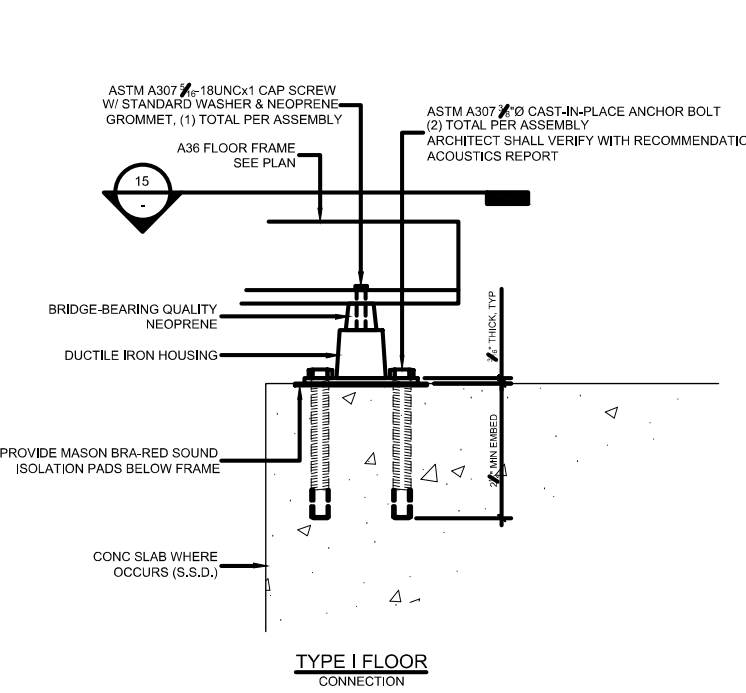 ASTM A307 5/16-18UNCx1 CAP SCREW
W/ STANDARD WASHER & NEOPRENE
GROMMET, (1) TOTAL PER ASSEMBLY
A36 FLOOR FRAME
SEE PLAN
ASTM A307 3/8"Ø CAST-IN-PLACE ANCHOR BOLT
(2) TOTAL PER ASSEMBLY
ARCHITECT SHALL VERIFY WITH RECOMMENDATIO
ACOUSTICS REPORT
15
-
BRIDGE-BEARING QUALITY
NEOPRENE
DUCTILE IRON HOUSING
THICK, TYP
MIN EMBED
PROVIDE MASON BRA-RED SOUND
ISOLATION PADS BELOW FRAME
CONC SLAB WHERE
OCCURS (S.S.D.)
TYPE I FLOOR
CONNECTION